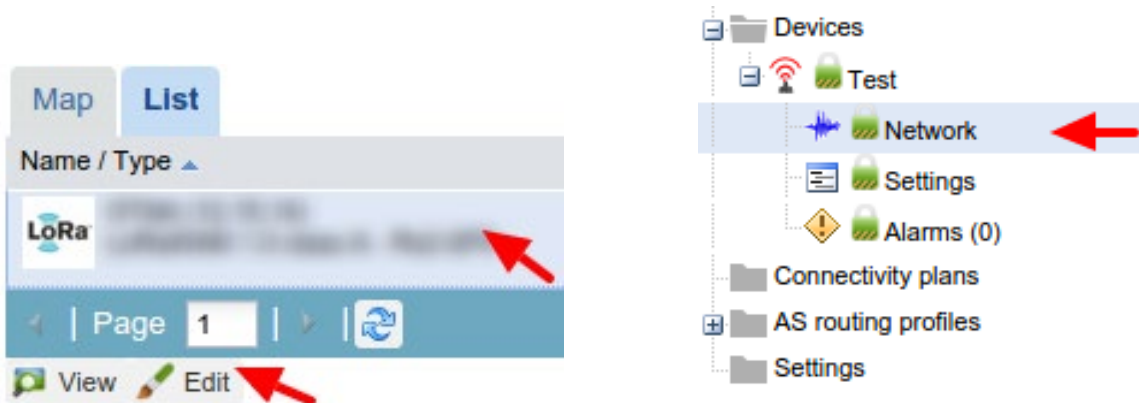 Map List
Name / Type
LoRa
Page 1
View Edit
Devices
Test
Network
Settings
Alarms (0)
Connectivity plans
AS routing profiles
Settings